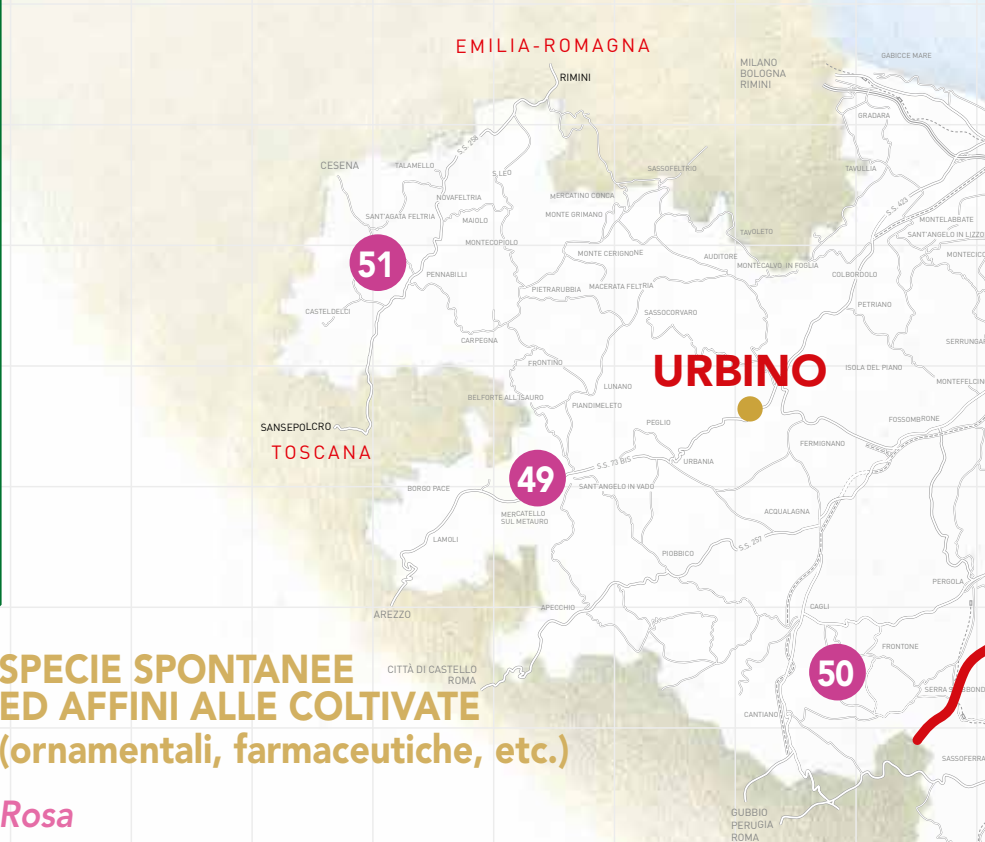 EMILIA-ROMAGNA
GABICCE MARE
MILANO
BOLOGNA
RIMINI
RIMINI
GRADARA
S.S. 258
CESENA
TALAMELLO
S.LEO
SASSOFELTRIO
TAVULLIA
NOVAFELTRIA
MERCATINO CONCA
S.S. 423
SANT'AGATA FELTRIA
MAIOLO
MONTE GRIMANO
MONTELABBATE
TAVOLETO
SANT'ANGELO IN LIZZO
MONTECOPIOLO
MONTE CERIGNONE
AUDITORE
MONTECICC
51
MONTECALVO IN FOGLIA
PENNABILLI
COLBORDOLO
PIETRARUBBIA
MACERATA FELTRIA
CASTELDELCI
SASSOCORVARO
PETRIANO
CARPEGNA
SERRUNGA
FRONTINO
URBINO
ISOLA DEL PIANO
LUNANO
MONTEFELCIN
BELFORTE ALL'ISAURO
PIANDIMELETO
FOSSOMBRONE
PEGLIO
SANSEPOLCRO
FERMIGNANO
TOSCANA
S.S. 73 BIS
URBANIA
49
BORGO PACE
SANT'ANGELO IN VADO
MERCATELLO
SUL METAURO
ACQUALAGNA
LAMOLI
S.S. 257
PIOBBICO
PERGOLA
AREZZO
APECCHIO
CAGLI
FRONTONE
SPECIE SPONTANEE
ED AFFINI ALLE COLTIVATE
(ornamentali, farmaceutiche, etc.)
CITTÀ DI CASTELLO
ROMA
50
CANTIANO
SASSOFERRA
Rosa
GUBBIO
PERUGIA
ROMA